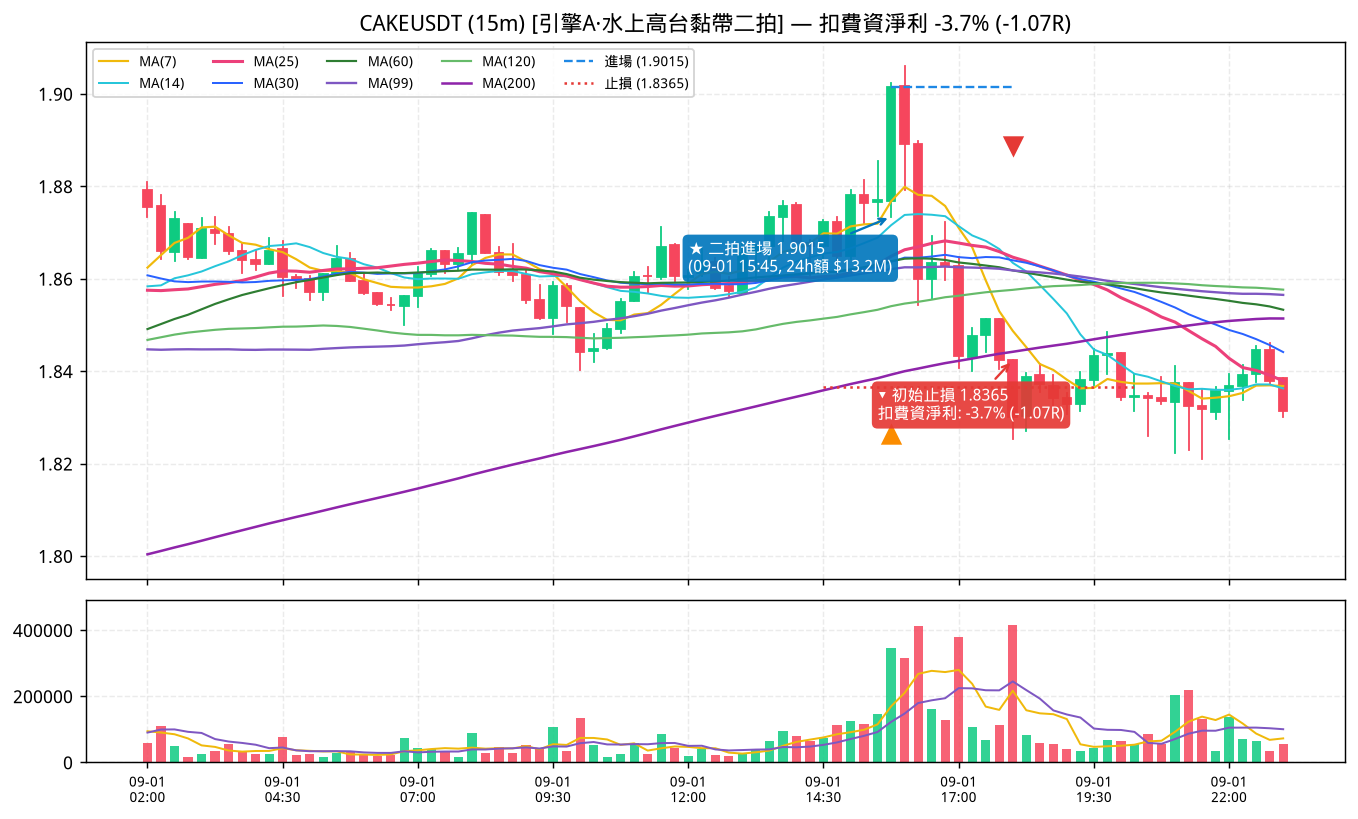 CAKEUSDT (15m) [引擎A·水上高台黏帶二拍] — 扣費資淨利 -3.7% (-1.07R)
MA(7)
MA(14)
MA(25)
MA(30)
MA(60)
MA(99)
MA(120)
MA(200)
進場 (1.9015)
止損 (1.8365)
1.90
1.88
1.86
1.84
1.82
1.80
★ 二拍進場 1.9015
(09-01 15:45, 24h額 $13.2M)
▼ 初始止損 1.8365
扣費資淨利: -3.7% (-1.07R)
400000
200000
0
09-01
02:00
09-01
04:30
09-01
07:00
09-01
09:30
09-01
12:00
09-01
14:30
09-01
17:00
09-01
19:30
09-01
22:00